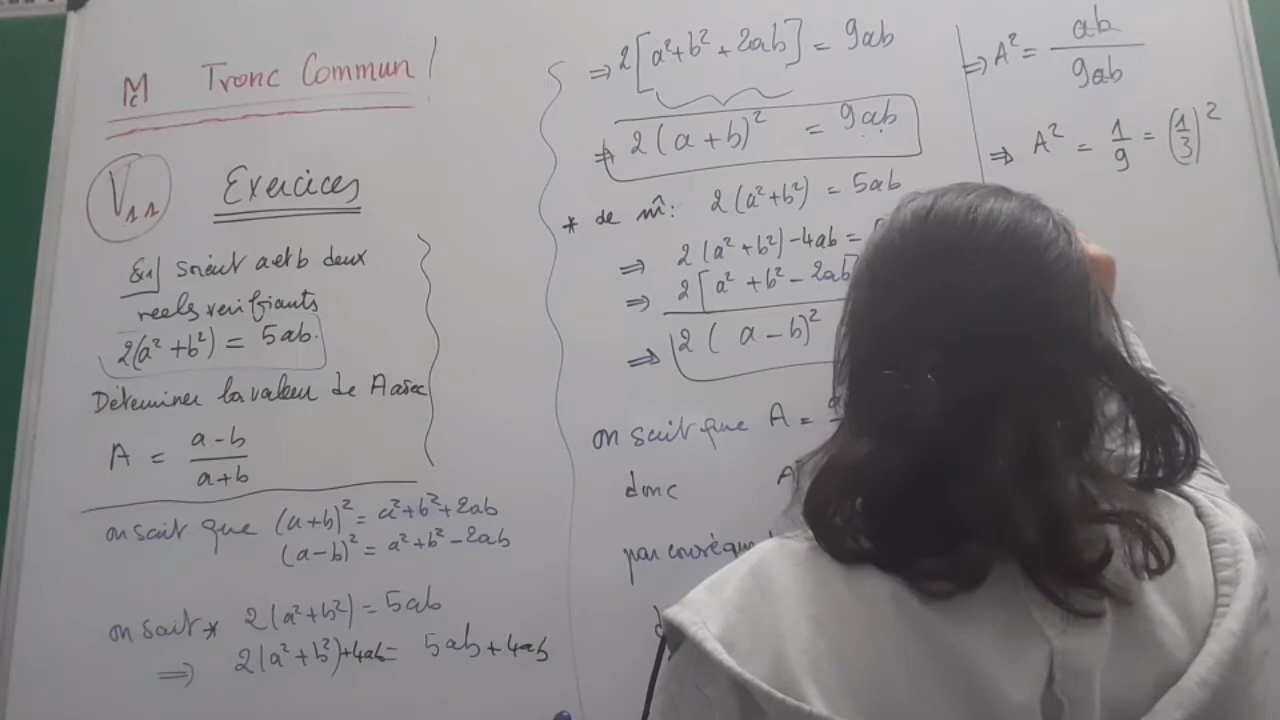 Mc Tronc Commun
V11 Exercices
Ex1 Soient a et b deux
reels verifiants
2(a² + b²) = 5ab.
Déterminer la valeur de A avec
A = (a - b)/(a + b)
on sait que (a+b)² = a² + b² + 2ab
(a-b)² = a² + b² - 2ab
on sait * 2(a² + b²) = 5ab
⇒ 2(a² + b²) + 4ab = 5ab + 4ab
⇒ 2[a² + b² + 2ab] = 9ab
⇒ 2(a+b)² = 9ab
* de m̂: 2(a² + b²) = 5ab
⇒ 2(a² + b²) - 4ab =
⇒ 2[a² + b² - 2ab]
⇒ 2(a - b)²
on sait que A =
donc A
par
⇒ A² = ab/9ab
⇒ A² = 1/9 = (1/3)²